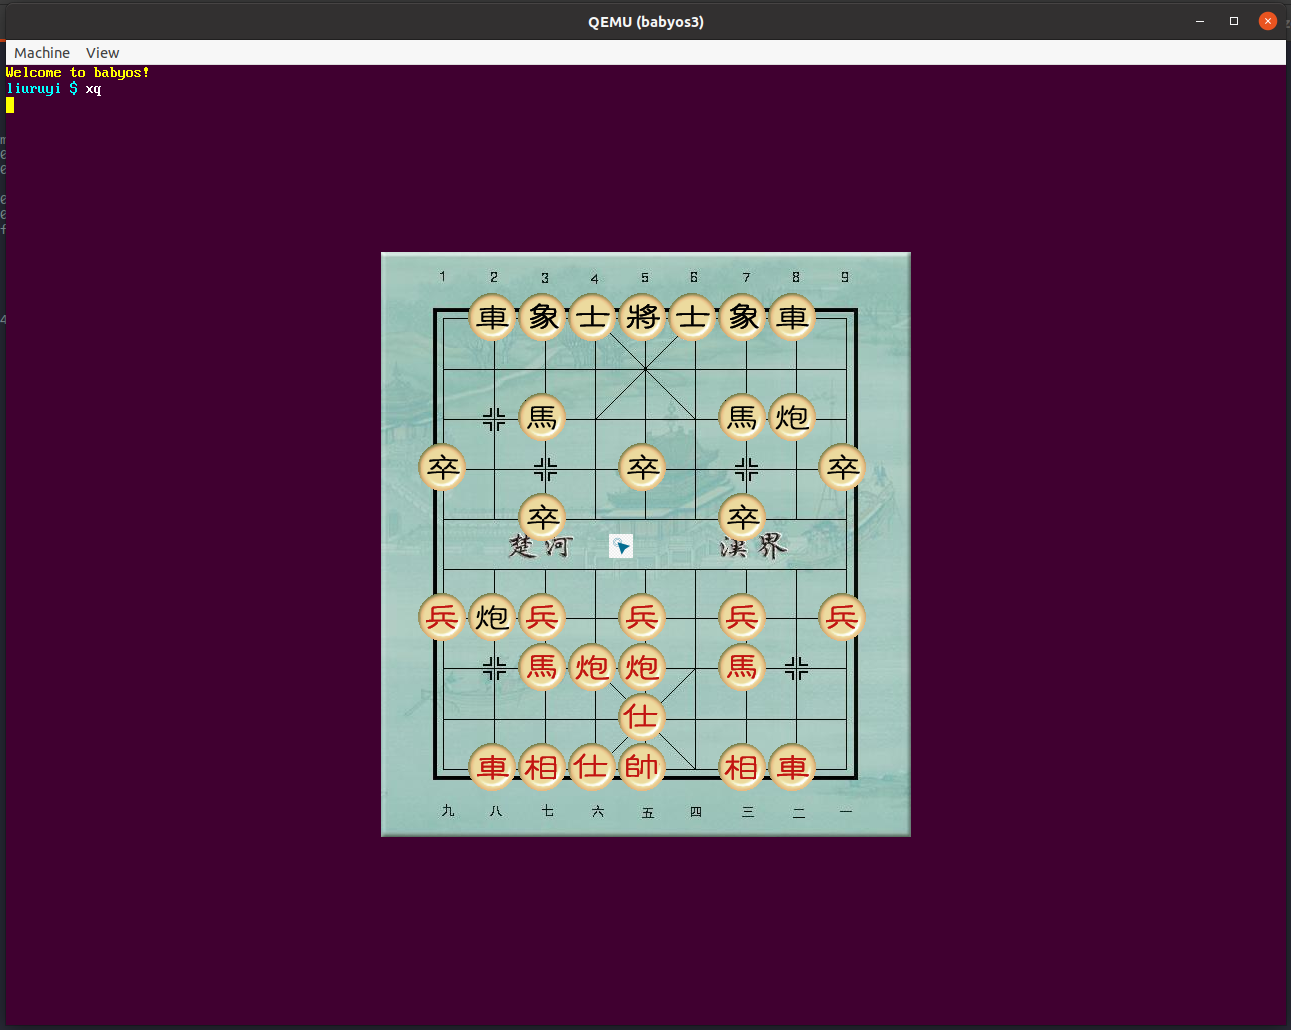 QEMU (babyos3)
Machine View
Welcome to babyos!
liuruyi $ xq
1 2 3 4 5 6 7 8 9
車 象 士 將 士 象 車
馬 馬 炮
卒 卒 卒
卒 卒
楚河 漢界
兵 炮 兵 兵 兵 兵
馬 炮 炮 馬
仕
車 相 仕 帥 相 車
九 八 七 六 五 四 三 二 一